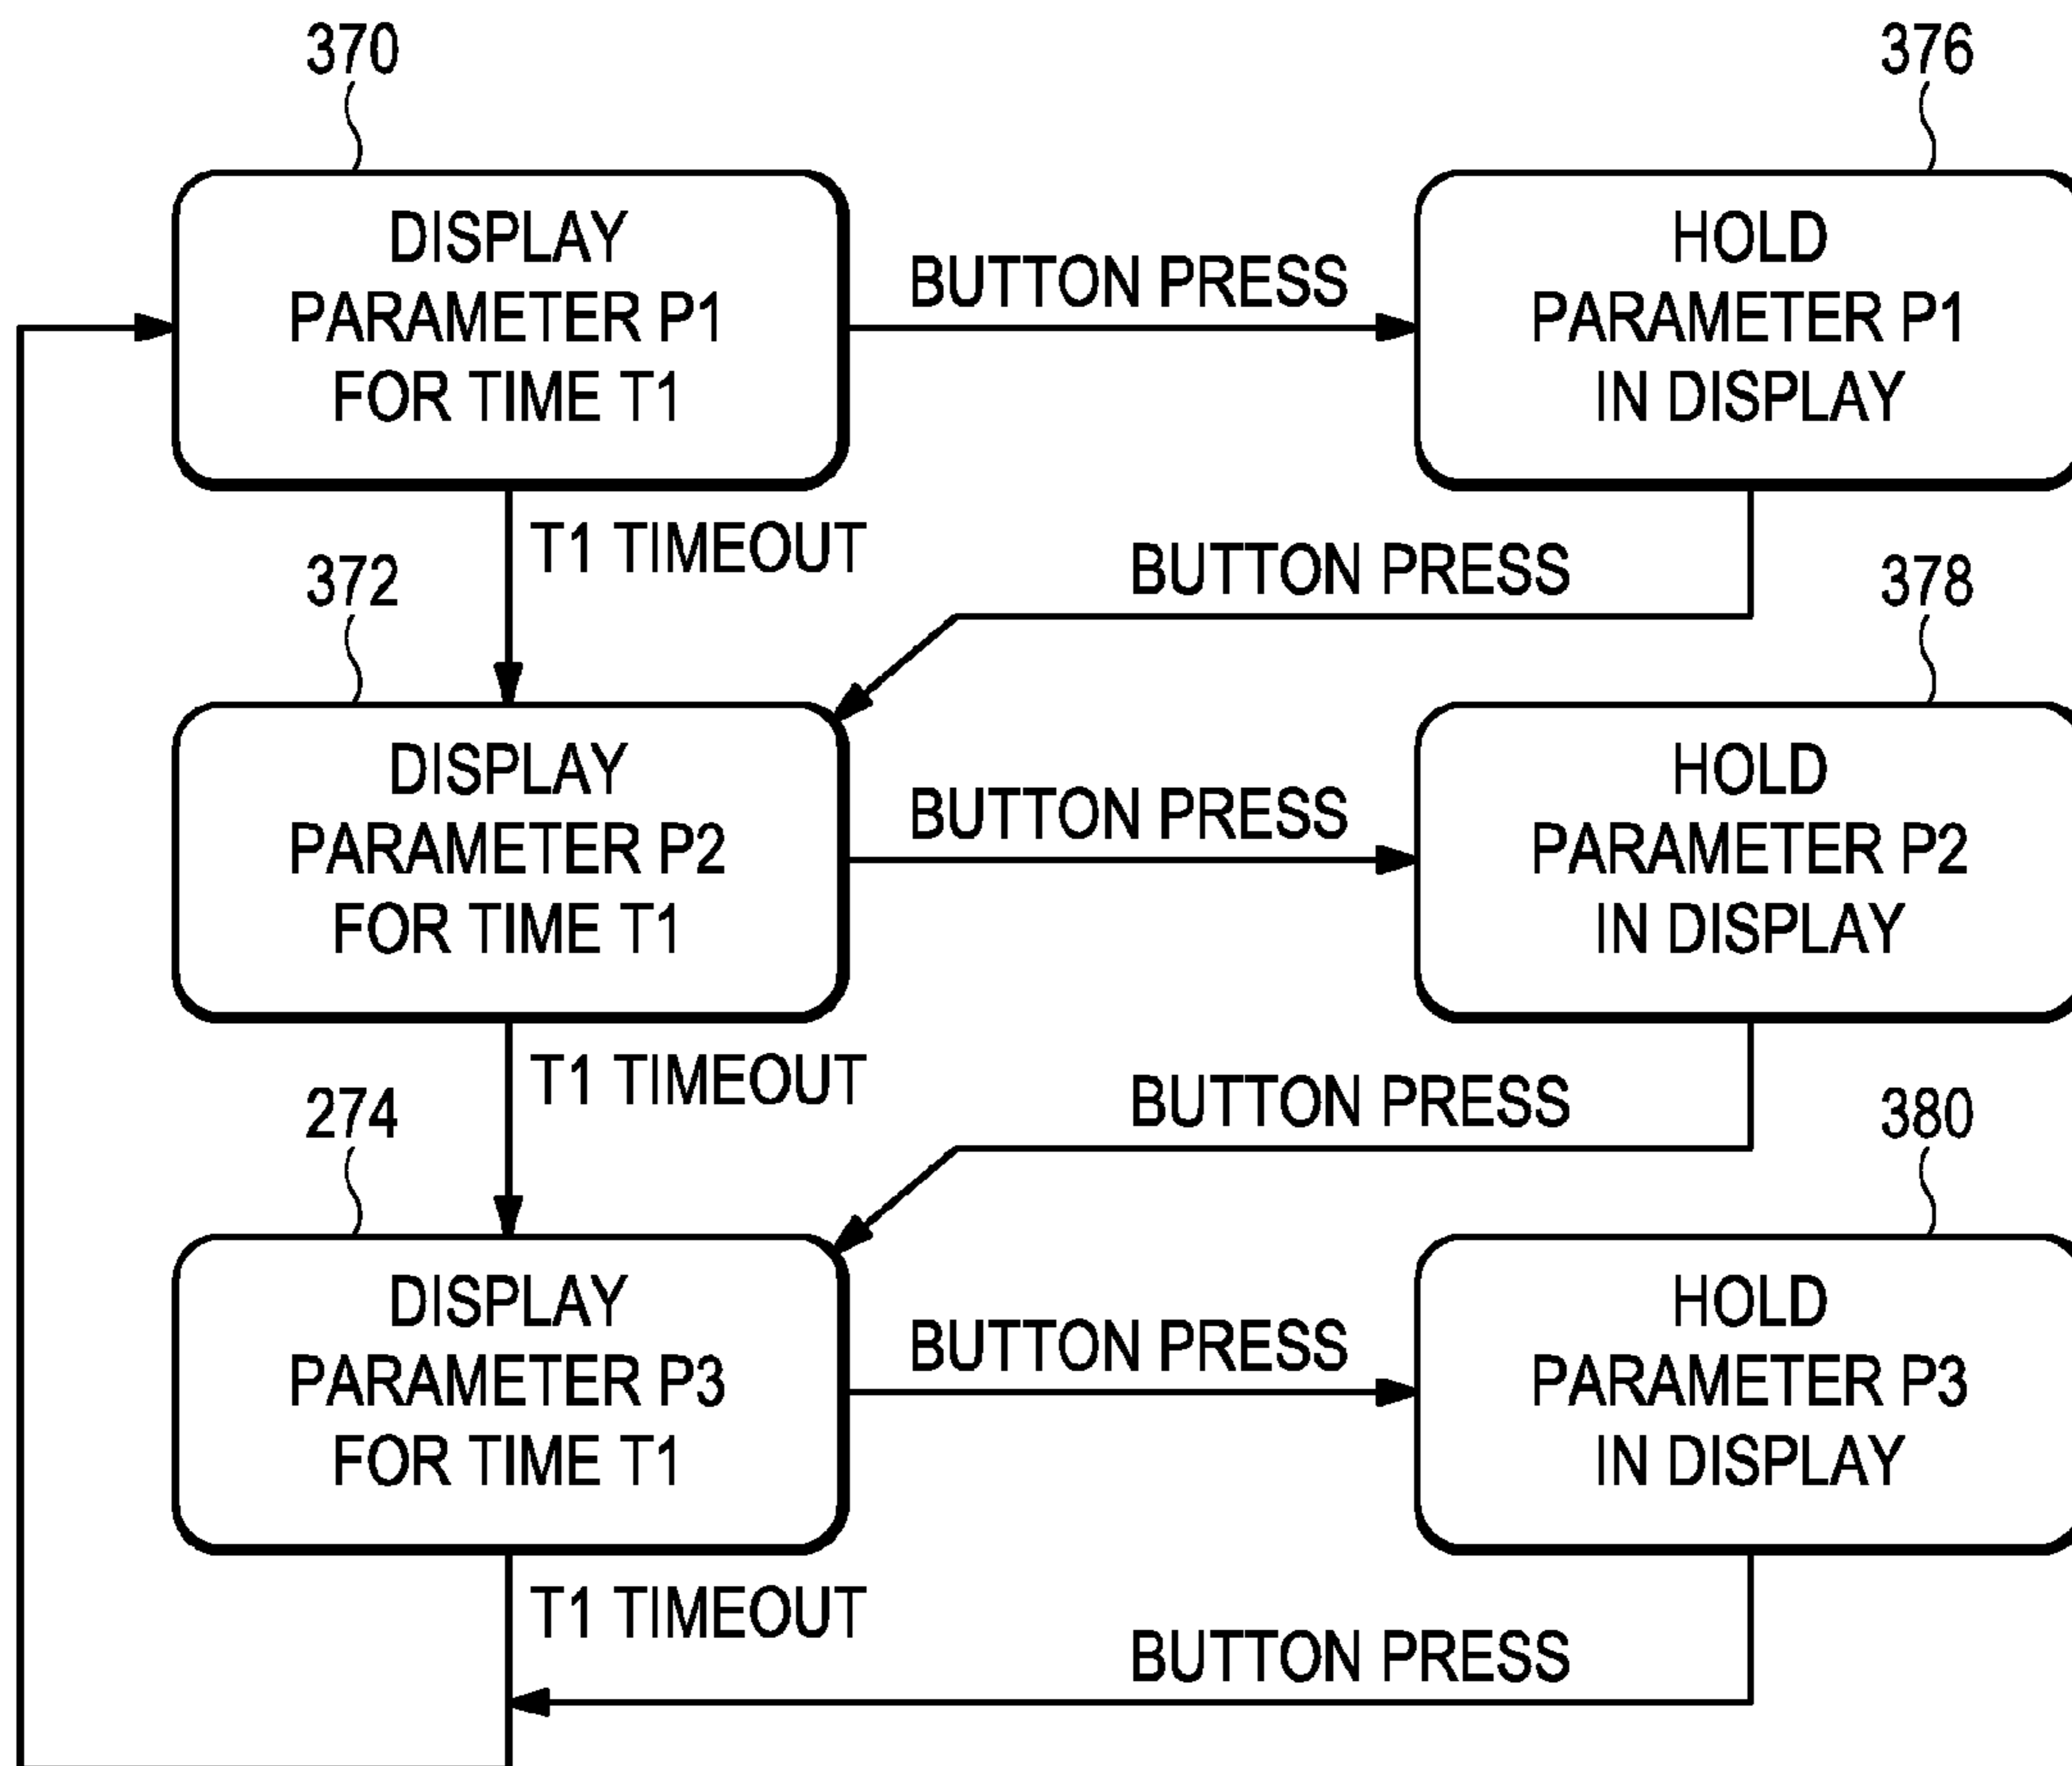 370
376
DISPLAY
PARAMETER P1
FOR TIME T1
BUTTON PRESS
HOLD
PARAMETER P1
IN DISPLAY
T1 TIMEOUT
BUTTON PRESS
372
378
DISPLAY
PARAMETER P2
FOR TIME T1
BUTTON PRESS
HOLD
PARAMETER P2
IN DISPLAY
T1 TIMEOUT
BUTTON PRESS
274
380
DISPLAY
PARAMETER P3
FOR TIME T1
BUTTON PRESS
HOLD
PARAMETER P3
IN DISPLAY
T1 TIMEOUT
BUTTON PRESS